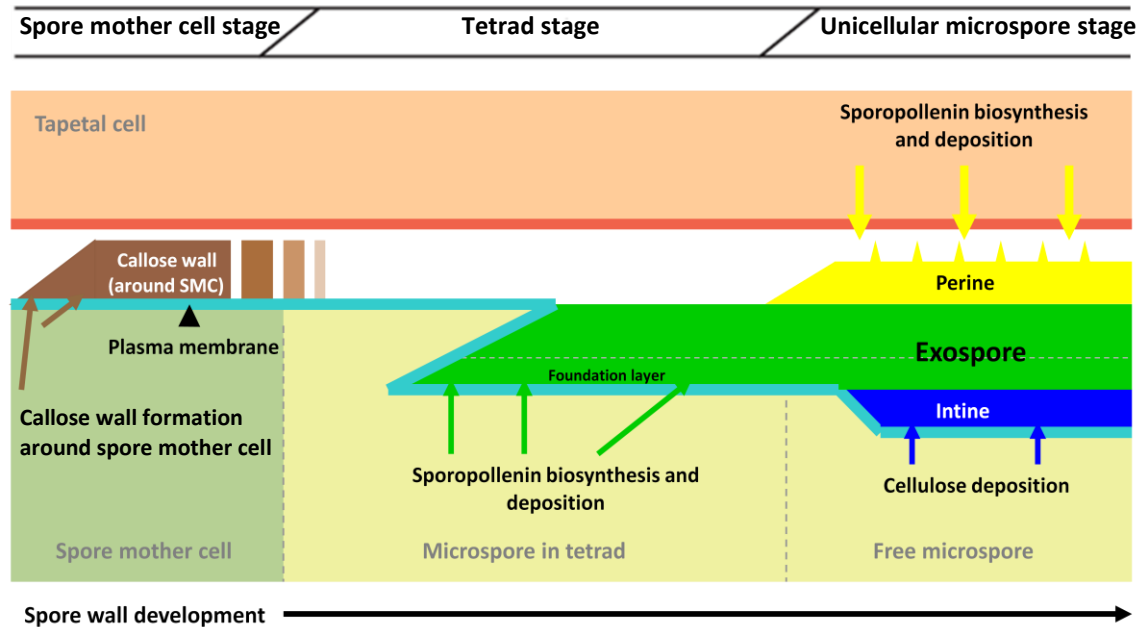 Spore mother cell stage
Tetrad stage
Unicellular microspore stage
Tapetal cell
Sporopollenin biosynthesis
and deposition
Callose wall
(around SMC)
Perine
Plasma membrane
Exospore
Foundation layer
Intine
Callose wall formation
around spore mother cell
Sporopollenin biosynthesis and
deposition
Cellulose deposition
Spore mother cell
Microspore in tetrad
Free microspore
Spore wall development